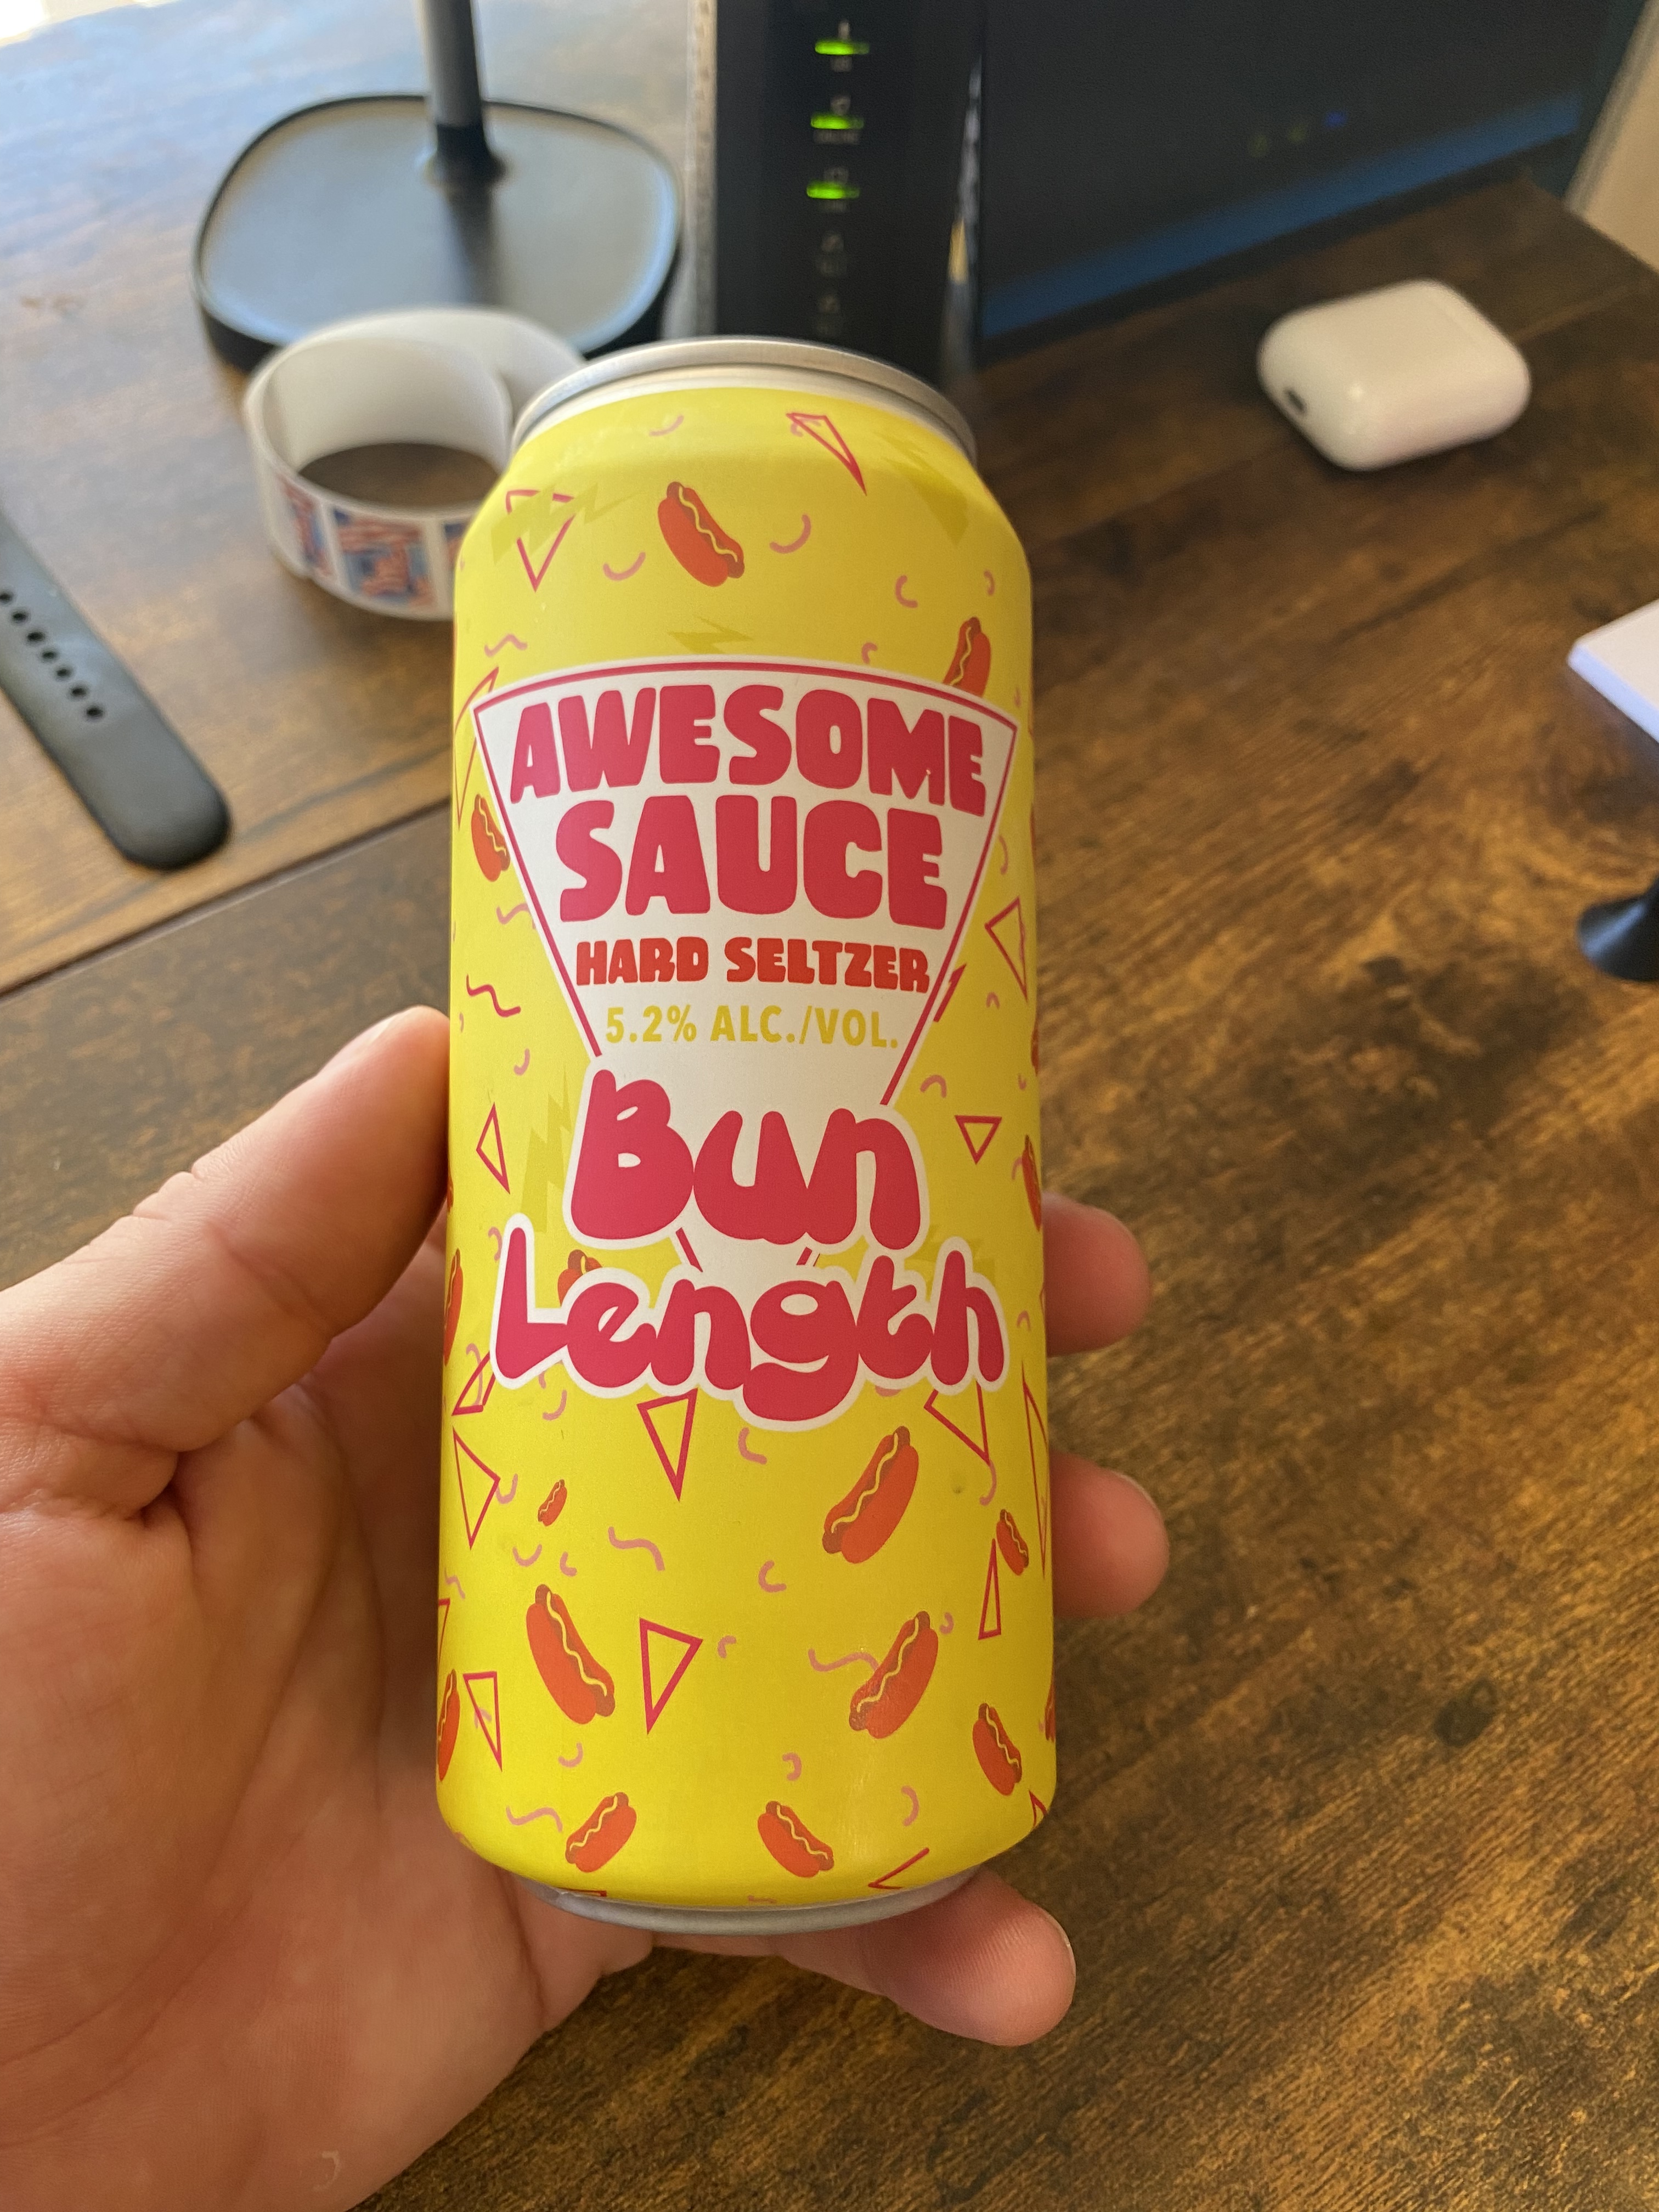 AWESOME
SAUCE
HARD SELTZER
5.2% ALC./VOL.
Bun
Length